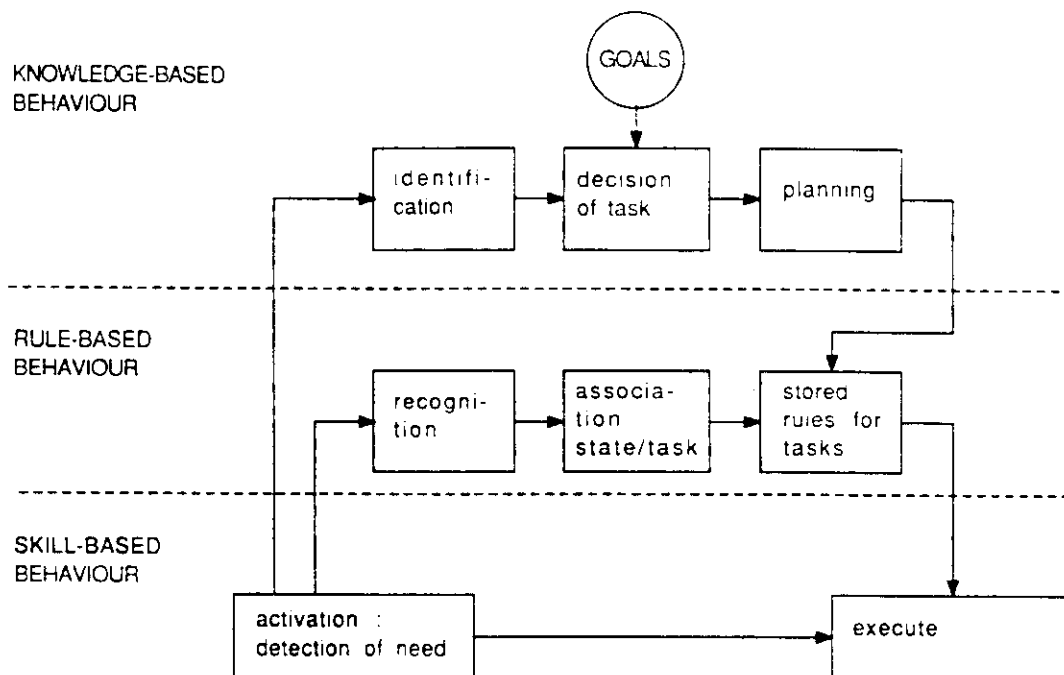 KNOWLEDGE-BASED
BEHAVIOUR
GOALS
identifi-
cation
decision
of task
planning
RULE-BASED
BEHAVIOUR
recogni-
tion
associa-
tion
state/task
stored
rules for
tasks
SKILL-BASED
BEHAVIOUR
activation :
detection of need
execute